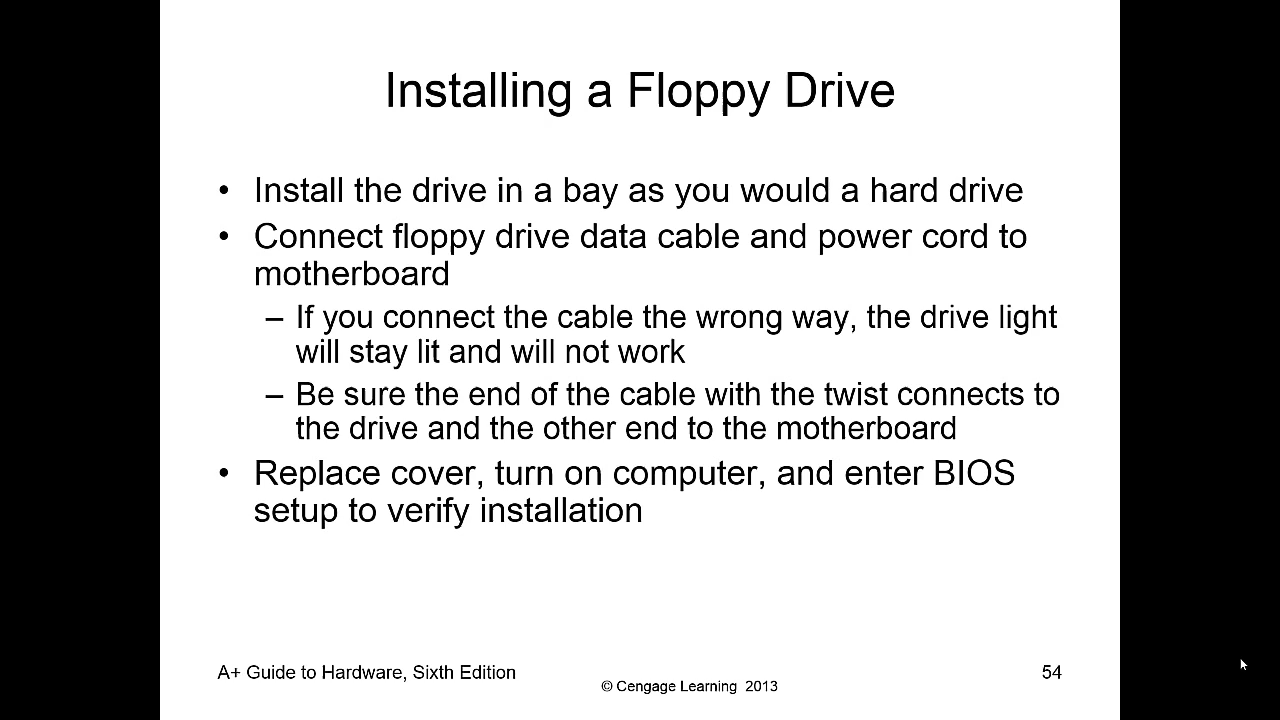 Installing a Floppy Drive
• Install the drive in a bay as you would a hard drive
• Connect floppy drive data cable and power cord to
motherboard
– If you connect the cable the wrong way, the drive light
will stay lit and will not work
– Be sure the end of the cable with the twist connects to
the drive and the other end to the motherboard
• Replace cover, turn on computer, and enter BIOS
setup to verify installation
A+ Guide to Hardware, Sixth Edition
© Cengage Learning 2013
54